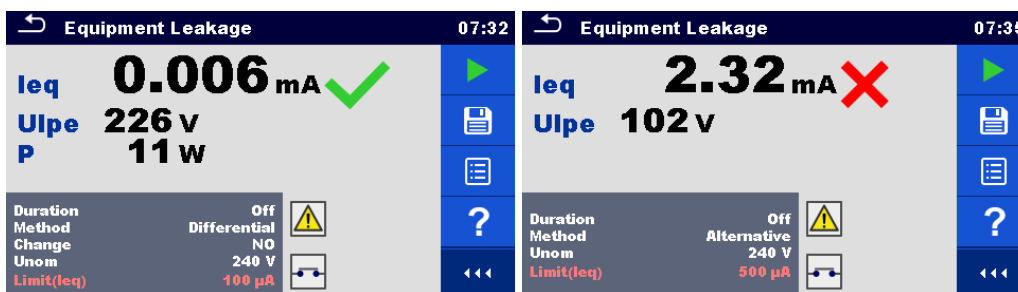 Equipment Leakage 07:32
Ieq 0.006 mA
Ulpe 226 V
P 11 W
Duration Off
Method Differential
Change NO
Unom 240 V
Limit(Ieq) 100 µA
?
Equipment Leakage 07:35
Ieq 2.32 mA
Ulpe 102 V
Duration Off
Method Alternative
Unom 240 V
Limit(Ieq) 500 µA
?